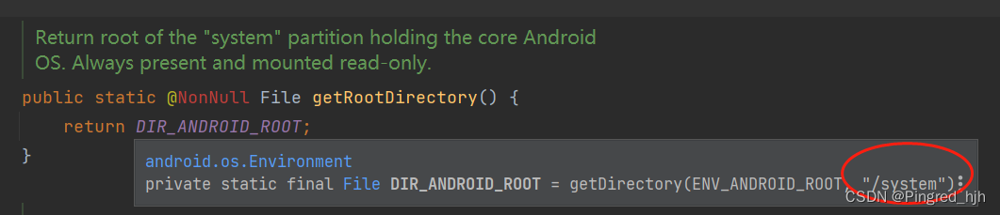 Return root of the "system" partition holding the core Android
OS. Always present and mounted read-only.
public static @NonNull File getRootDirectory() {
return DIR_ANDROID_ROOT;
}
android.os.Environment
private static final File DIR_ANDROID_ROOT = getDirectory(ENV_ANDROID_ROOT, "/system");
CSDN @Pingred_hjh